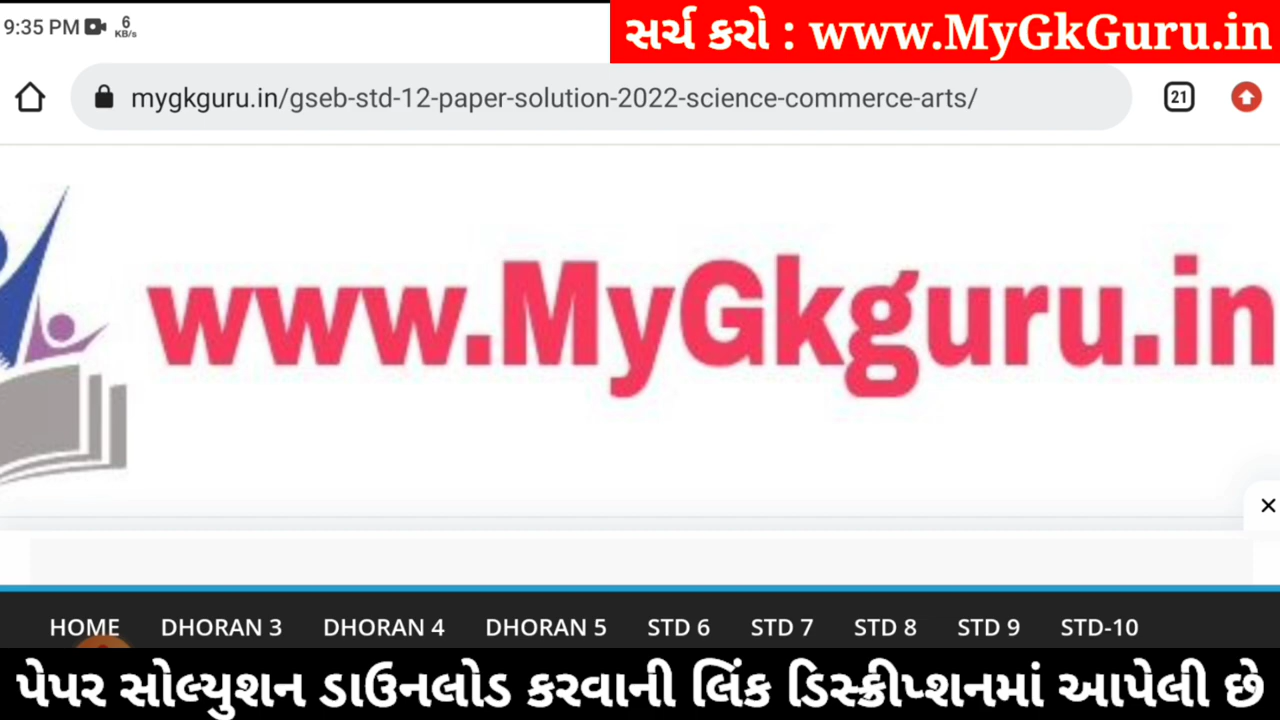 9:35 PM 6 KB/s
સર્ચ કરો : www.MyGkGuru.in
mygkguru.in/gseb-std-12-paper-solution-2022-science-commerce-arts/ 21
www.MyGkguru.in
×
HOME DHORAN 3 DHORAN 4 DHORAN 5 STD 6 STD 7 STD 8 STD 9 STD-10
પેપર સોલ્યુશન ડાઉનલોડ કરવાની લિંક ડિસ્ક્રીપ્શનમાં આપેલી છે